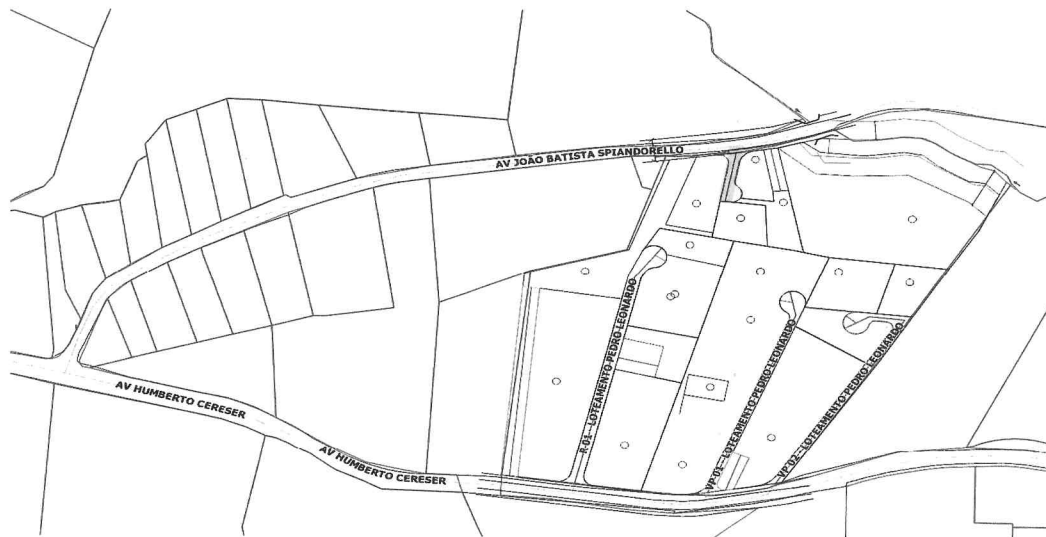 AV JOÃO BATISTA SPIANDORELLO
AV HUMBERTO CERESER
AV HUMBERTO CERESER
R 01 - LOTEAMENTO PEDRO LEONARDO
VP 01 - LOTEAMENTO PEDRO LEONARDO
VP 02 - LOTEAMENTO PEDRO LEONARDO